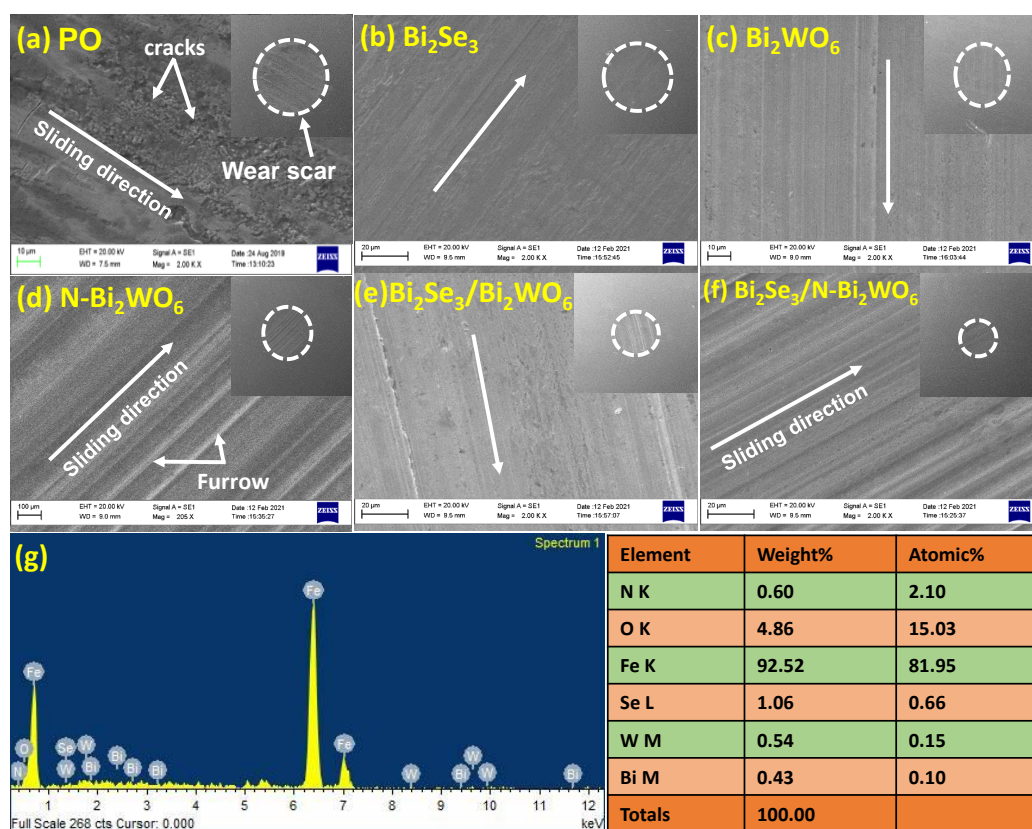 (a) PO
cracks
Sliding direction
Wear scar
10 µm
EHT = 20.00 kV
WD = 7.5 mm
Signal A = SE1
Mag = 2.00 K X
Date :24 Aug 2019
Time :13:10:23
ZEISS
(b) Bi₂Se₃
20 µm
EHT = 20.00 kV
WD = 9.5 mm
Signal A = SE1
Mag = 2.00 K X
Date :12 Feb 2021
Time :15:52:45
ZEISS
(c) Bi₂WO₆
10 µm
EHT = 20.00 kV
WD = 9.0 mm
Signal A = SE1
Mag = 2.00 K X
Date :12 Feb 2021
Time :16:03:44
ZEISS
(d) N-Bi₂WO₆
Sliding direction
Furrow
100 µm
EHT = 20.00 kV
WD = 9.0 mm
Signal A = SE1
Mag = 205 X
Date :12 Feb 2021
Time :15:35:27
ZEISS
(e)Bi₂Se₃/Bi₂WO₆
20 µm
EHT = 20.00 kV
WD = 9.5 mm
Signal A = SE1
Mag = 2.00 K X
Date :12 Feb 2021
Time :15:57:07
ZEISS
(f) Bi₂Se₃/N-Bi₂WO₆
Sliding direction
20 µm
EHT = 20.00 kV
WD = 9.5 mm
Signal A = SE1
Mag = 2.00 K X
Date :12 Feb 2021
Time :15:25:37
ZEISS
(g)
Spectrum 1
Fe
Fe
O
Se
W
Bi
Fe
W
N
W
Bi
Bi
Bi
W
Bi
W
Bi
1 2 3 4 5 6 7 8 9 10 11 12
Full Scale 268 cts Cursor: 0.000
keV
Element Weight% Atomic%
N K 0.60 2.10
O K 4.86 15.03
Fe K 92.52 81.95
Se L 1.06 0.66
W M 0.54 0.15
Bi M 0.43 0.10
Totals 100.00